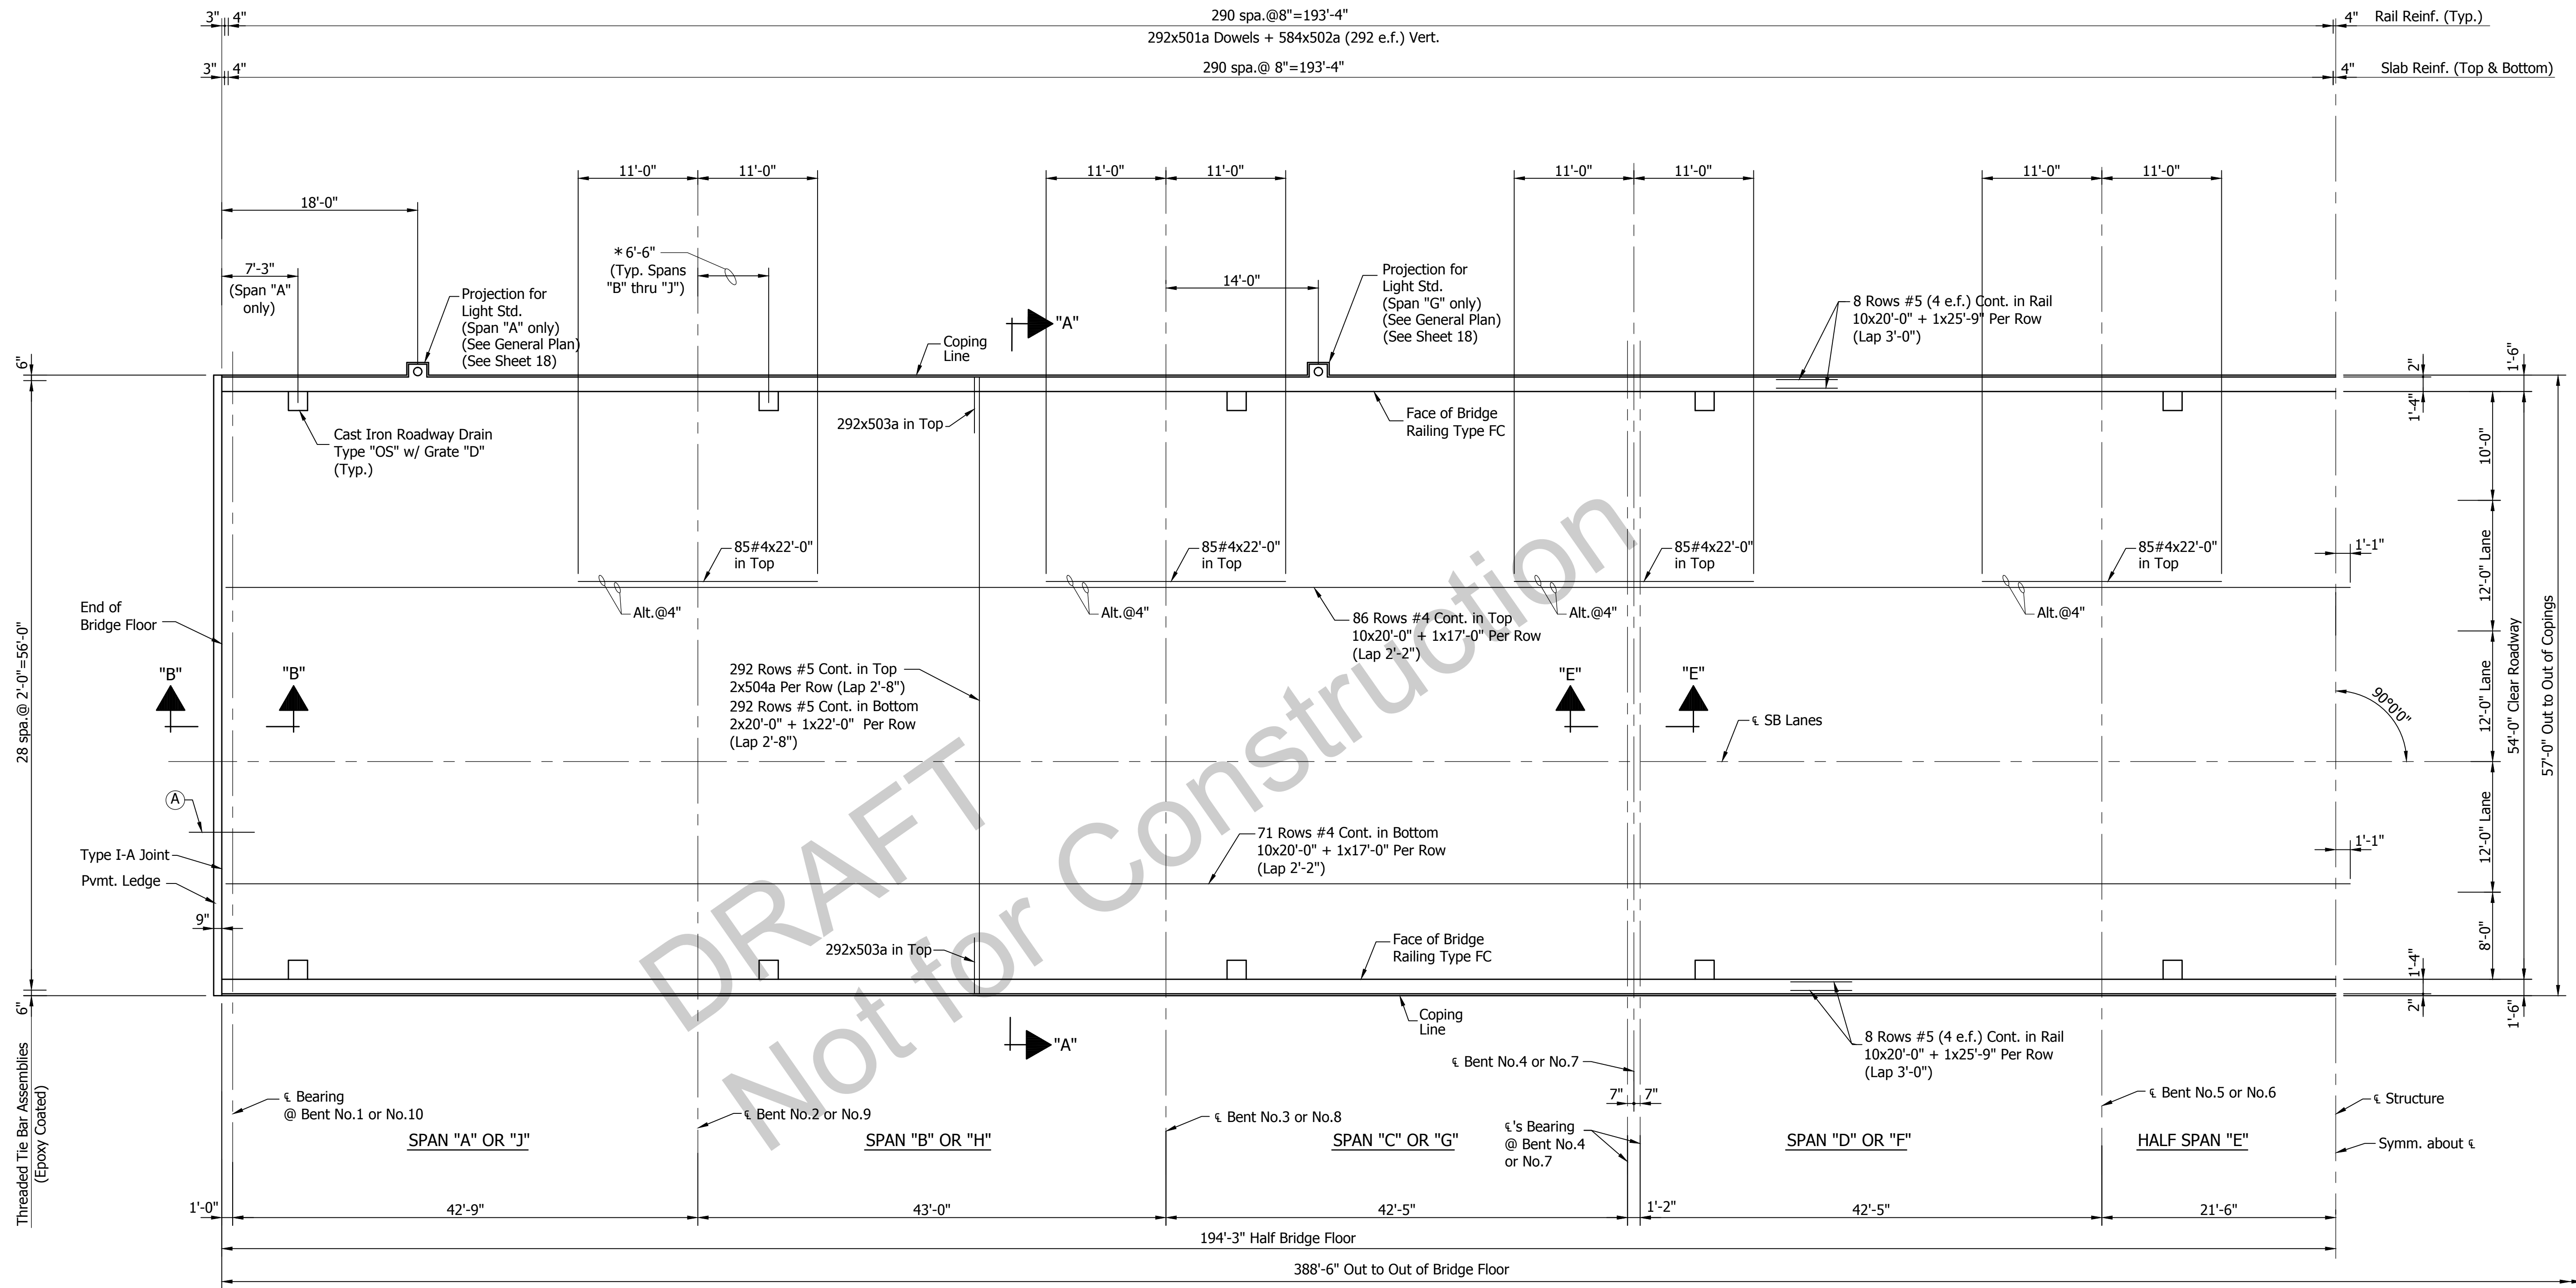 290 spa.@8"=193'-4"
292x501a Dowels + 584x502a (292 e.f.) Vert.
3"
4"
4"
Rail Reinf. (Typ.)
290 spa.@ 8"=193'-4"
3"
4"
4"
Slab Reinf. (Top & Bottom)
11'-0"
11'-0"
11'-0"
11'-0"
11'-0"
11'-0"
11'-0"
11'-0"
18'-0"
7'-3"
(Span "A"
only)
* 6'-6"
(Typ. Spans
"B" thru "J")
14'-0"
Projection for
Light Std.
(Span "A" only)
(See General Plan)
(See Sheet 18)
"A"
Projection for
Light Std.
(Span "G" only)
(See General Plan)
(See Sheet 18)
8 Rows #5 (4 e.f.) Cont. in Rail
10x20'-0" + 1x25'-9" Per Row
(Lap 3'-0")
Coping
Line
6"
2"
1'-6"
1'-4"
Cast Iron Roadway Drain
Type "OS" w/ Grate "D"
(Typ.)
292x503a in Top
Face of Bridge
Railing Type FC
10'-0"
85#4x22'-0"
in Top
85#4x22'-0"
in Top
85#4x22'-0"
in Top
85#4x22'-0"
in Top
1'-1"
Alt.@4"
Alt.@4"
Alt.@4"
Alt.@4"
12'-0" Lane
End of
Bridge Floor
86 Rows #4 Cont. in Top
10x20'-0" + 1x17'-0" Per Row
(Lap 2'-2")
28 spa.@ 2'-0"=56'-0"
"B"
"B"
292 Rows #5 Cont. in Top
2x504a Per Row (Lap 2'-8")
292 Rows #5 Cont. in Bottom
2x20'-0" + 1x22'-0" Per Row
(Lap 2'-8")
"E"
"E"
℄ SB Lanes
90°0'0"
12'-0" Lane
54'-0" Clear Roadway
57'-0" Out to Out of Copings
A
Type I-A Joint
Pvmt. Ledge
9"
71 Rows #4 Cont. in Bottom
10x20'-0" + 1x17'-0" Per Row
(Lap 2'-2")
1'-1"
12'-0" Lane
8'-0"
DRAFT
Not for Construction
292x503a in Top
Face of Bridge
Railing Type FC
1'-4"
2"
1'-6"
6"
Threaded Tie Bar Assemblies
(Epoxy Coated)
Coping
Line
"A"
8 Rows #5 (4 e.f.) Cont. in Rail
10x20'-0" + 1x25'-9" Per Row
(Lap 3'-0")
℄ Bent No.4 or No.7
7"
7"
℄ Bearing
@ Bent No.1 or No.10
℄ Bent No.2 or No.9
℄ Bent No.3 or No.8
℄'s Bearing
@ Bent No.4
or No.7
℄ Bent No.5 or No.6
℄ Structure
Symm. about ℄
SPAN "A" OR "J"
SPAN "B" OR "H"
SPAN "C" OR "G"
SPAN "D" OR "F"
HALF SPAN "E"
1'-0"
42'-9"
43'-0"
42'-5"
1'-2"
42'-5"
21'-6"
194'-3" Half Bridge Floor
388'-6" Out to Out of Bridge Floor